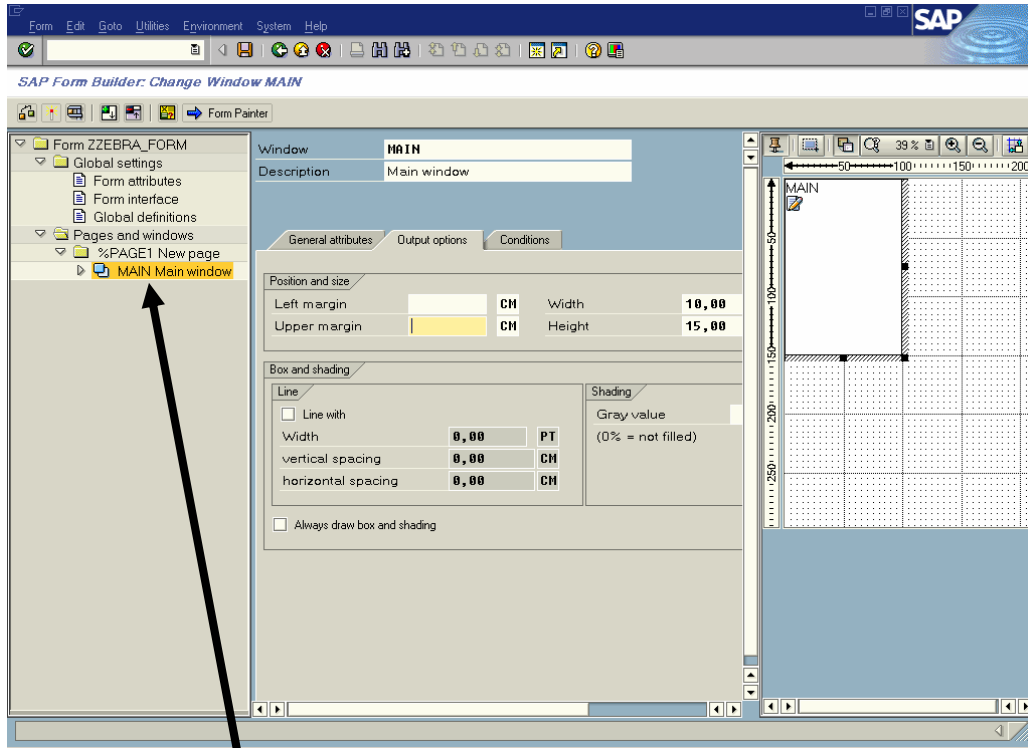 Form Edit Goto Utilities Environment System Help
SAP
SAP Form Builder: Change Window MAIN
Form Painter
Form ZZEBRA_FORM
Global settings
Form attributes
Form interface
Global definitions
Pages and windows
%PAGE1 New page
MAIN Main window
Window MAIN
Description Main window
General attributes Output options Conditions
Position and size
Left margin CM Width 10,00
Upper margin CM Height 15,00
Box and shading
Line
Line with
Width 0,00 PT
vertical spacing 0,00 CM
horizontal spacing 0,00 CM
Shading
Gray value
(0% = not filled)
Always draw box and shading
39 %
50 100 150 200
MAIN
50
100
150
200
250